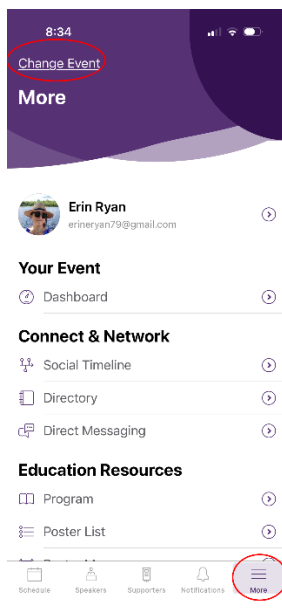 8:34
Change Event
More
Erin Ryan
erineryan79@gmail.com
Your Event
Dashboard
Connect & Network
Social Timeline
Directory
Direct Messaging
Education Resources
Program
Poster List
Schedule Speakers Supporters Notifications More